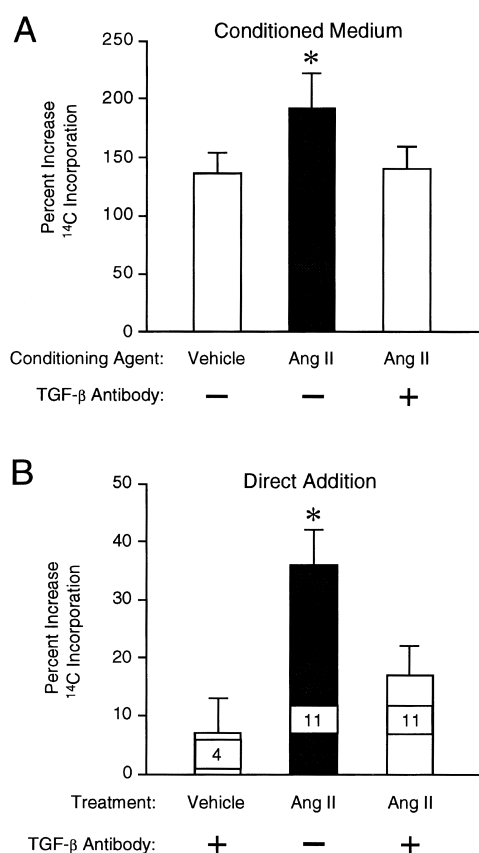 A
Conditioned Medium
250
200
150
100
50
0
Percent Increase
¹⁴C Incorporation
*
Conditioning Agent: Vehicle Ang II Ang II
TGF-β Antibody: − − +
B
Direct Addition
50
40
30
20
10
0
Percent Increase
¹⁴C Incorporation
*
4 11 11
Treatment: Vehicle Ang II Ang II
TGF-β Antibody: + − +